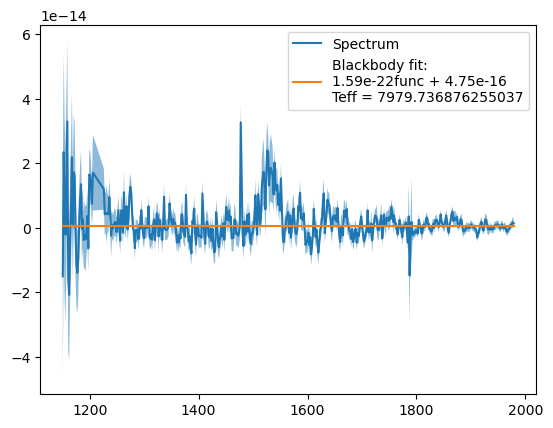 1e−14
6
4
2
0
−2
−4
1200
1400
1600
1800
2000
Spectrum
Blackbody fit:
1.59e-22func + 4.75e-16
Teff = 7979.736876255037